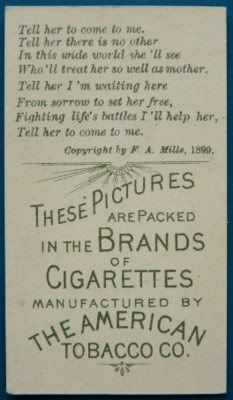 Tell her to come to me.
Tell her there is no other
In this wide world she'll see
Who'll treat her so well as mother.
Tell her I'm waiting here
From sorrow to set her free,
Fighting life's battles I'll help her,
Tell her to come to me.
Copyright by F. A. Mills, 1899.
THESE PICTURES
ARE PACKED
IN THE BRANDS
OF
CIGARETTES
MANUFACTURED BY
THE AMERICAN
TOBACCO CO.